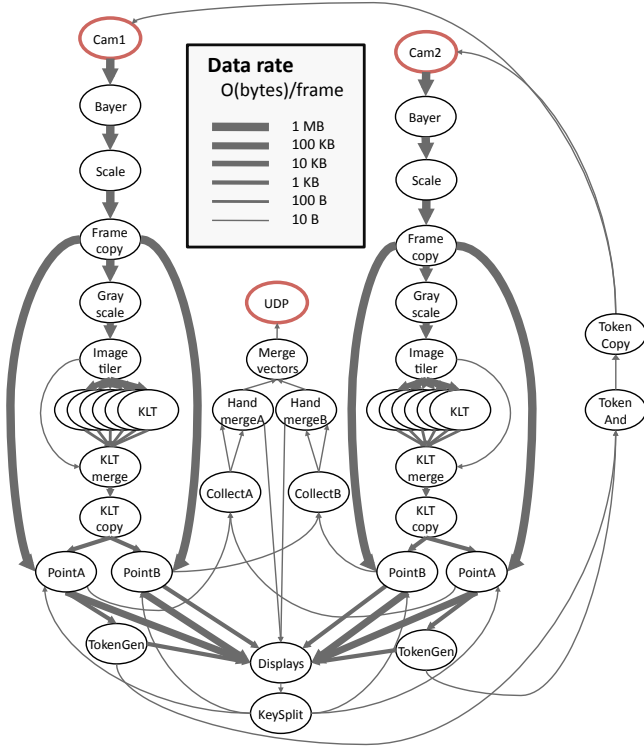 Cam1
Cam2
Data rate
O(bytes)/frame
1 MB
100 KB
10 KB
1 KB
100 B
10 B
Bayer
Bayer
Scale
Scale
Frame
copy
Frame
copy
Gray
scale
UDP
Gray
scale
Image
tiler
Merge
vectors
Image
tiler
Token
Copy
KLT
Hand
mergeA
Hand
mergeB
KLT
Token
And
KLT
merge
CollectA
CollectB
KLT
merge
KLT
copy
KLT
copy
PointA
PointB
PointB
PointA
TokenGen
Displays
TokenGen
KeySplit